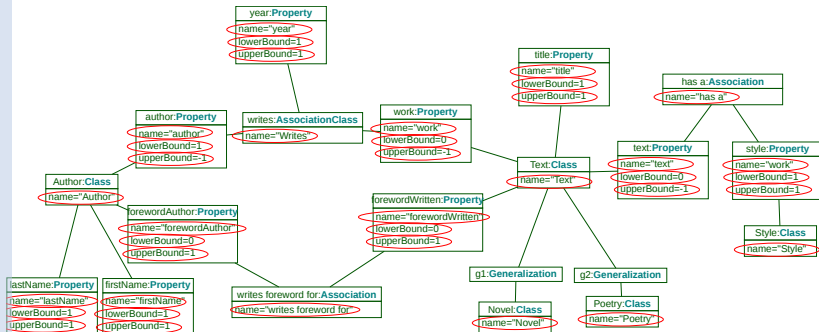 year:Property
name="year"
lowerBound=1
upperBound=1
title:Property
name="title"
lowerBound=1
upperBound=1
has a:Association
name="has a"
author:Property
name="author"
lowerBound=1
upperBound=-1
writes:AssociationClass
name="Writes"
work:Property
name="work"
lowerBound=0
upperBound=-1
text:Property
name="text"
lowerBound=0
upperBound=-1
style:Property
name="work"
lowerBound=1
upperBound=1
Text:Class
name="Text"
Author:Class
name="Author
forewordAuthor:Property
name="forewordAuthor"
lowerBound=0
upperBound=1
forewordWritten:Property
name="forewordWritten
lowerBound=0
upperBound=1
Style:Class
name="Style"
lastName:Property
name="lastName"
lowerBound=1
upperBound=1
firstName:Property
name="firstName"
lowerBound=1
upperBound=1
writes foreword for:Association
name="writes foreword for
g1:Generalization
g2:Generalization
Novel:Class
name="Novel"
Poetry:Class
name="Poetry"